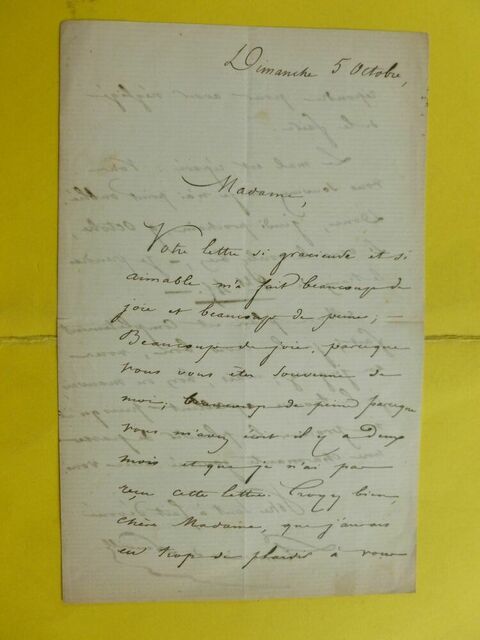 Dimanche 5 Octobre,
Madame,
Votre lettre si gracieuse et si
aimable m'a fait beaucoup de
joie et beaucoup de peine; –
Beaucoup de joie, parceque
vous vous êtes souvenue de
moi; beaucoup de peine parceque
vous m'avez écrit il y a deux
mois et que je n'ai pas
reçu cette lettre. Croyez bien,
chère Madame, que j'aurais
eu trop de plaisir à vous